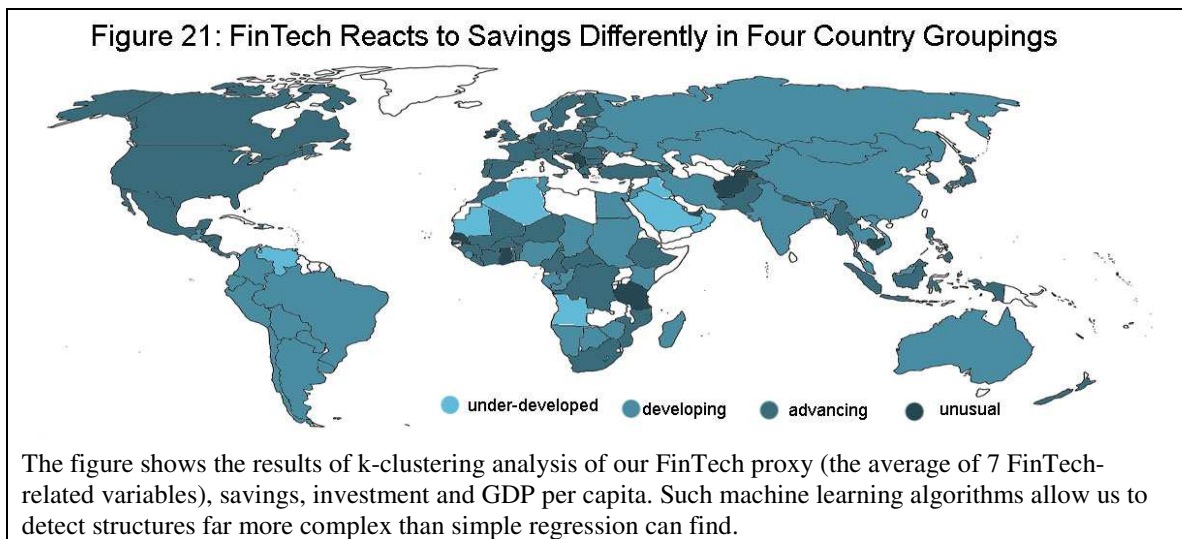 Figure 21: FinTech Reacts to Savings Differently in Four Country Groupings
under-developed developing advancing unusual
The figure shows the results of k-clustering analysis of our FinTech proxy (the average of 7 FinTech-
related variables), savings, investment and GDP per capita. Such machine learning algorithms allow us to
detect structures far more complex than simple regression can find.